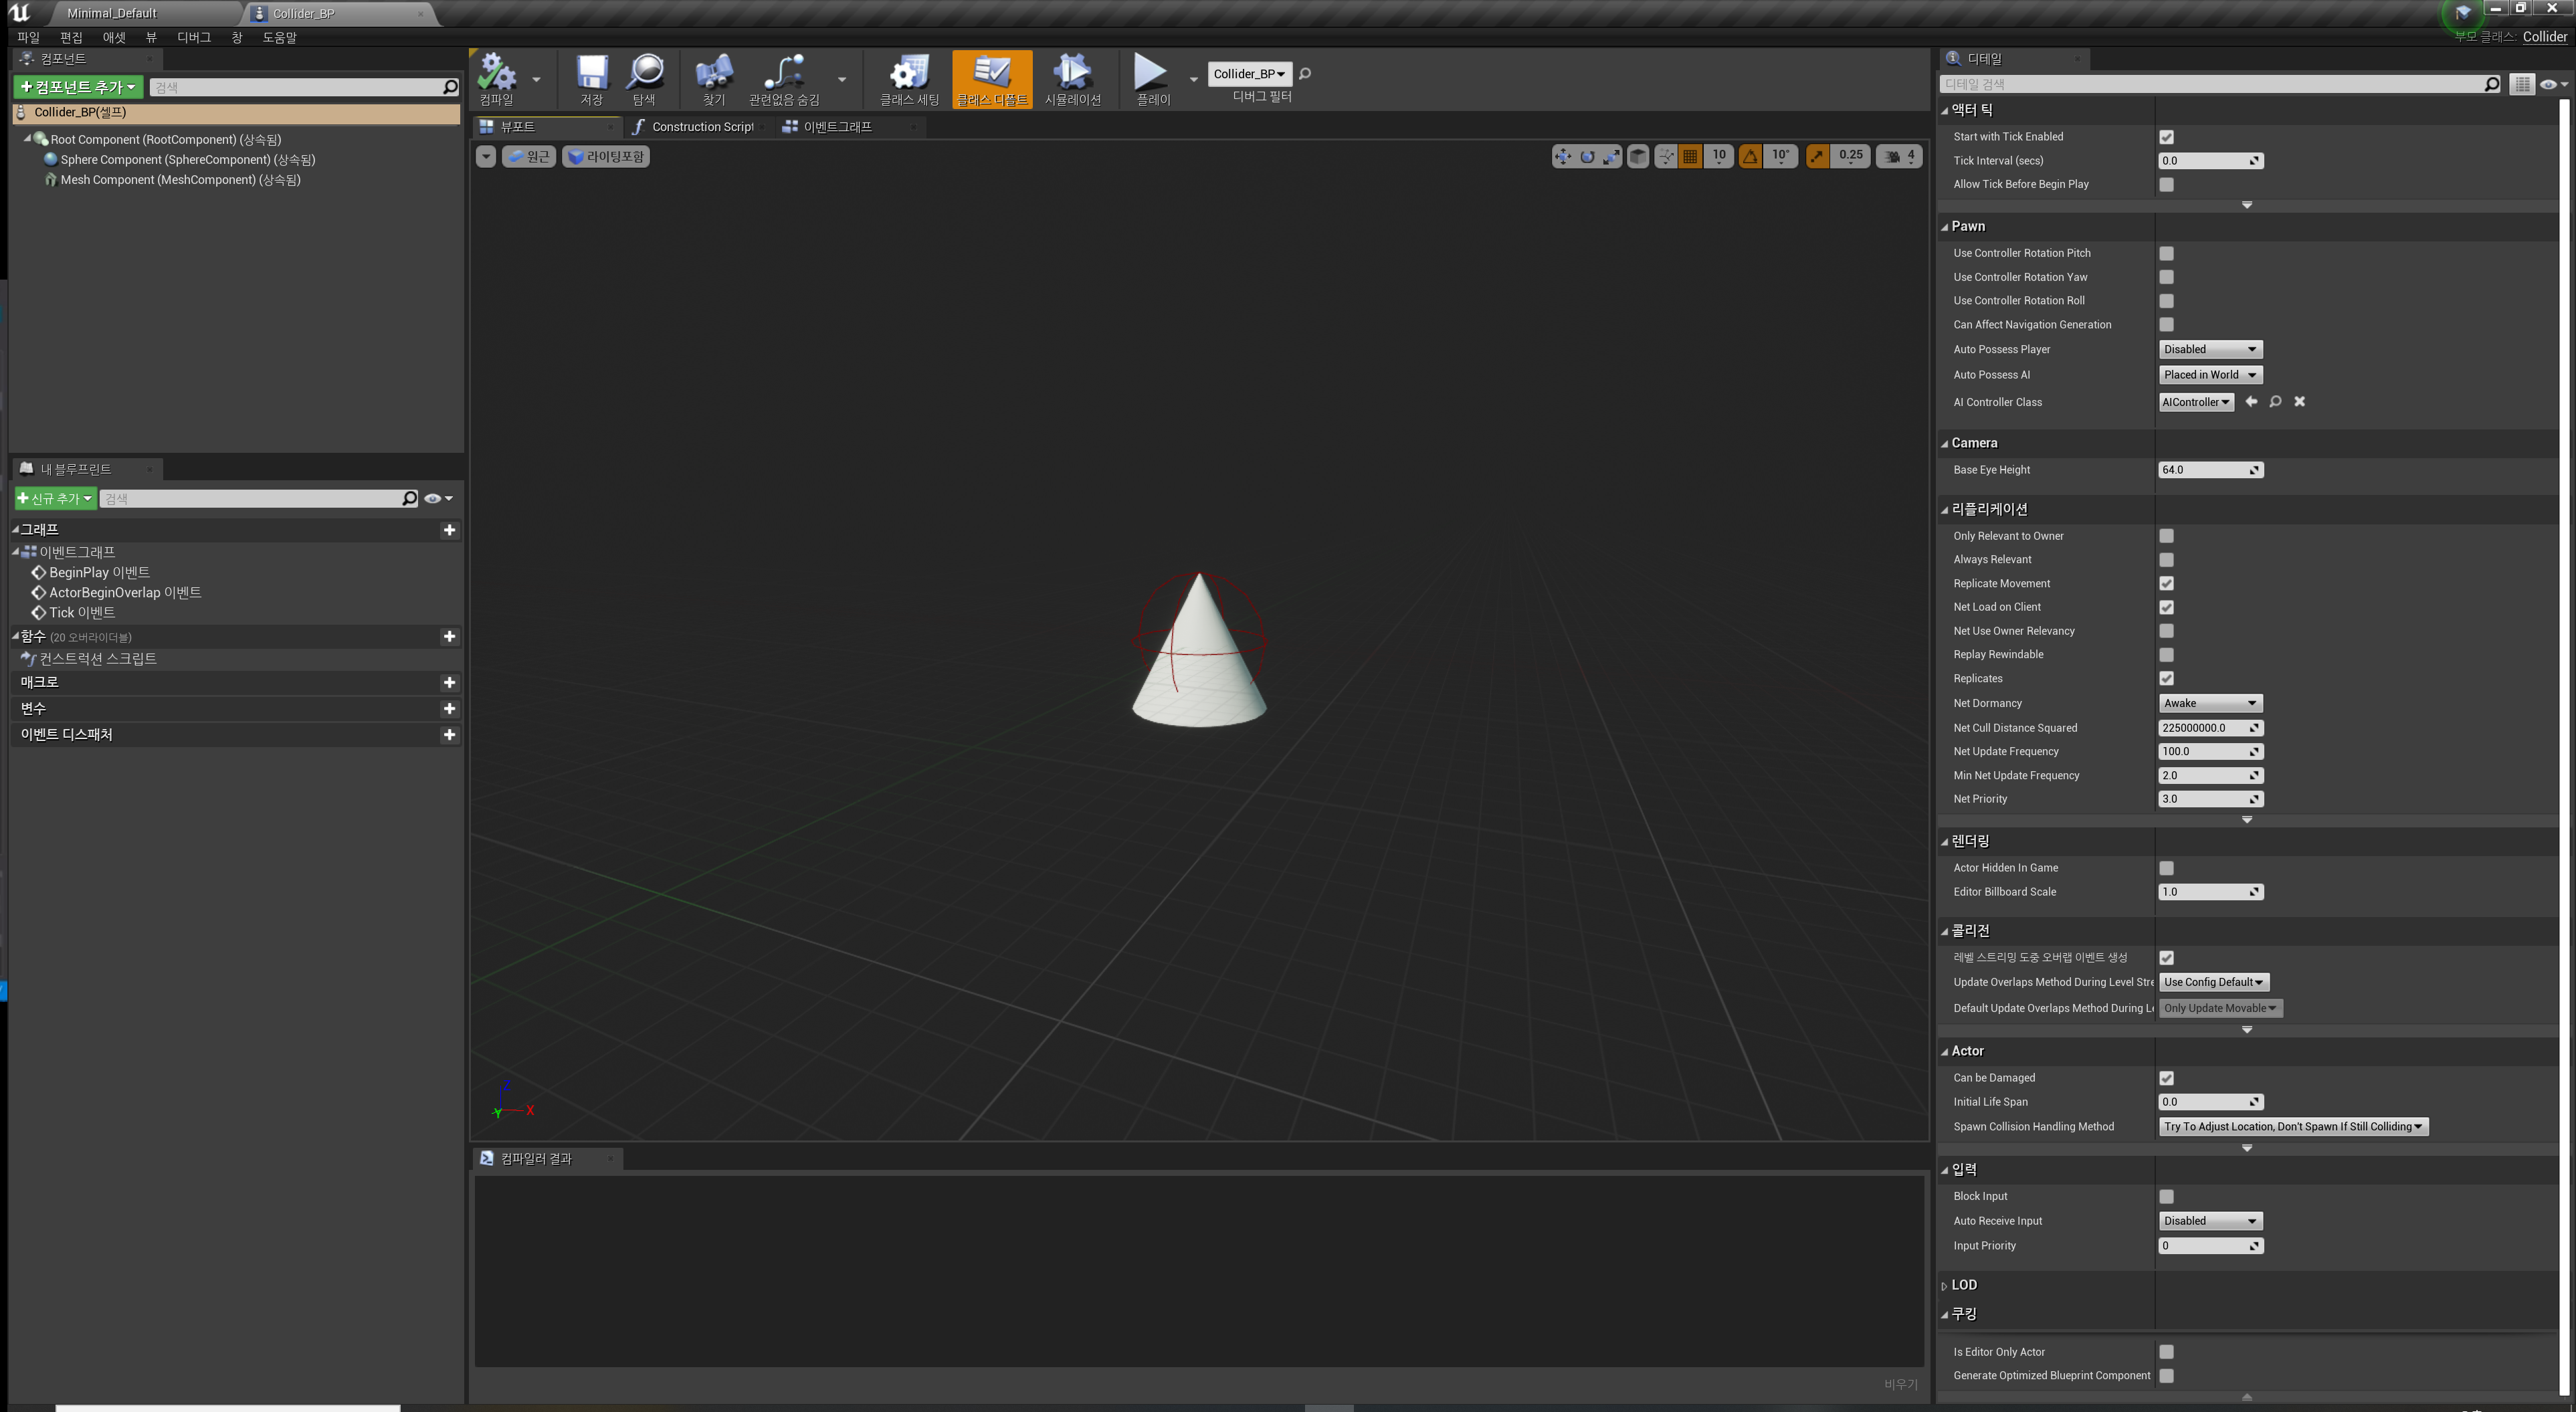 Minimal_Default
Collider_BP
파일 편집 애셋 뷰 디버그 창 도움말
부모 클래스: Collider
컴포넌트
+컴포넌트 추가 검색
Collider_BP(셀프)
Root Component (RootComponent) (상속됨)
Sphere Component (SphereComponent) (상속됨)
Mesh Component (MeshComponent) (상속됨)
내 블루프린트
+신규 추가 검색
그래프
이벤트그래프
BeginPlay 이벤트
ActorBeginOverlap 이벤트
Tick 이벤트
함수 (20 오버라이더블)
컨스트럭션 스크립트
매크로
변수
이벤트 디스패처
컴파일 저장 탐색 찾기 관련없음 숨김 클래스 세팅 클래스 디폴트 시뮬레이션 플레이
Collider_BP
디버그 필터
뷰포트 Construction Script 이벤트그래프
원근 라이팅포함
10 10° 0.25 4
Z
Y X
컴파일러 결과
비우기
디테일
디테일 검색
액터 틱
Start with Tick Enabled
Tick Interval (secs) 0.0
Allow Tick Before Begin Play
Pawn
Use Controller Rotation Pitch
Use Controller Rotation Yaw
Use Controller Rotation Roll
Can Affect Navigation Generation
Auto Possess Player Disabled
Auto Possess AI Placed in World
AI Controller Class AIController
Camera
Base Eye Height 64.0
리플리케이션
Only Relevant to Owner
Always Relevant
Replicate Movement
Net Load on Client
Net Use Owner Relevancy
Replay Rewindable
Replicates
Net Dormancy Awake
Net Cull Distance Squared 225000000.0
Net Update Frequency 100.0
Min Net Update Frequency 2.0
Net Priority 3.0
렌더링
Actor Hidden In Game
Editor Billboard Scale 1.0
콜리전
레벨 스트리밍 도중 오버랩 이벤트 생성
Update Overlaps Method During Level Stre Use Config Default
Default Update Overlaps Method During Le Only Update Movable
Actor
Can be Damaged
Initial Life Span 0.0
Spawn Collision Handling Method Try To Adjust Location, Don't Spawn If Still Colliding
입력
Block Input
Auto Receive Input Disabled
Input Priority 0
LOD
쿠킹
Is Editor Only Actor
Generate Optimized Blueprint Component